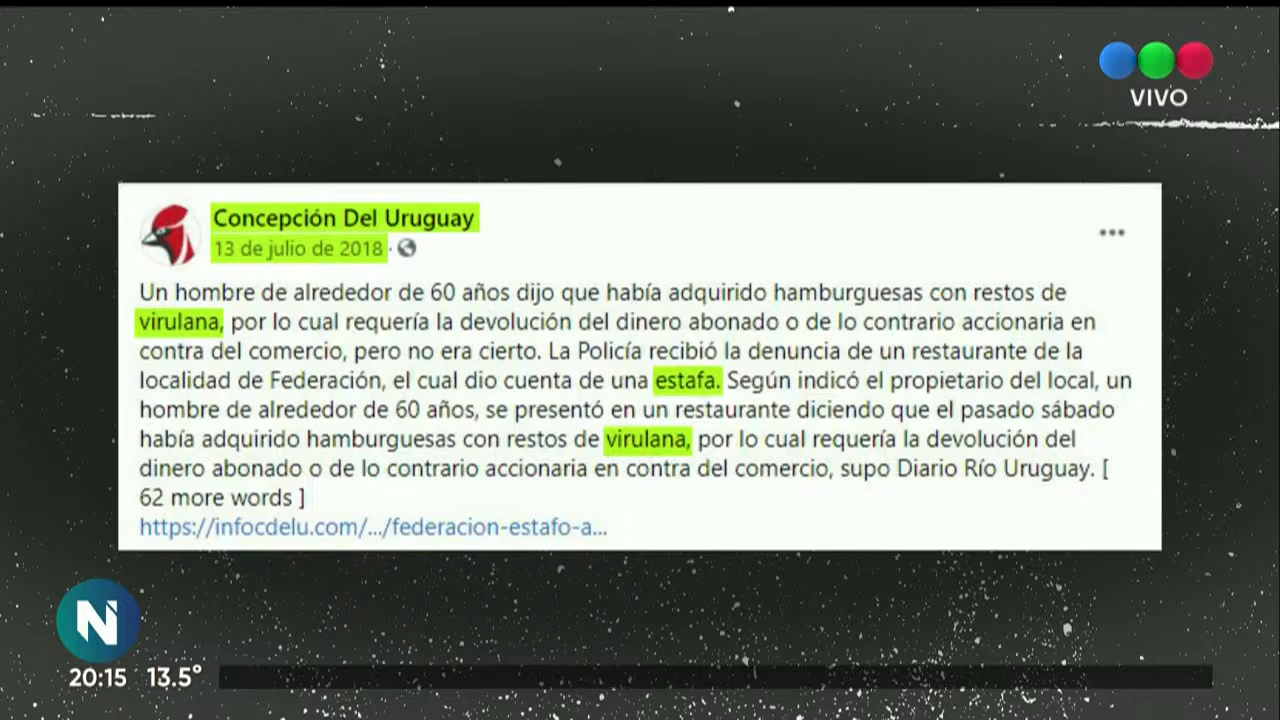 VIVO
Concepción Del Uruguay
13 de julio de 2018 ·
Un hombre de alrededor de 60 años dijo que había adquirido hamburguesas con restos de
virulana, por lo cual requería la devolución del dinero abonado o de lo contrario accionaria en
contra del comercio, pero no era cierto. La Policía recibió la denuncia de un restaurante de la
localidad de Federación, el cual dio cuenta de una estafa. Según indicó el propietario del local, un
hombre de alrededor de 60 años, se presentó en un restaurante diciendo que el pasado sábado
había adquirido hamburguesas con restos de virulana, por lo cual requería la devolución del
dinero abonado o de lo contrario accionaria en contra del comercio, supo Diario Río Uruguay. [
62 more words ]
https://infocdelu.com/.../federacion-estafo-a...
N
20:15 13.5°